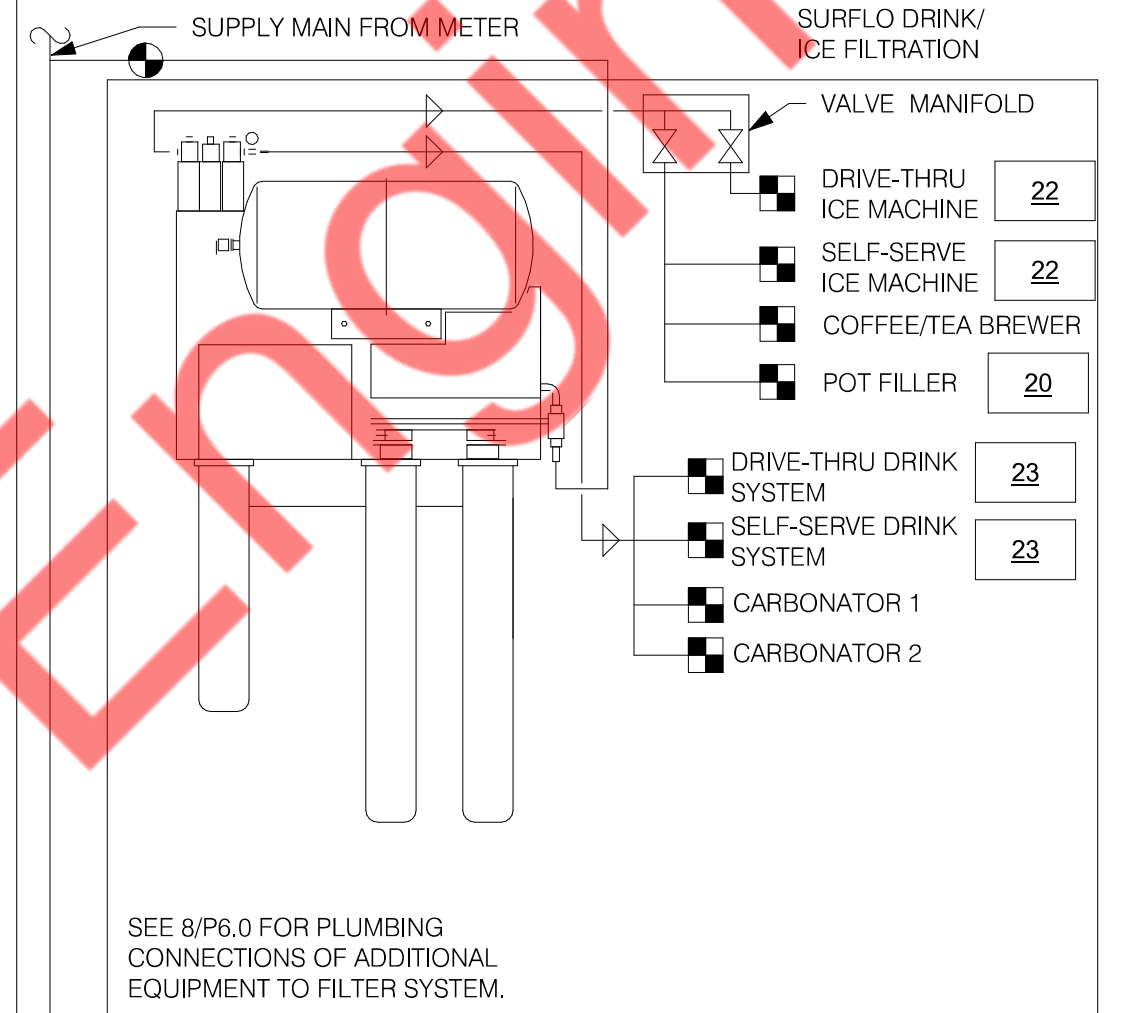 SUPPLY MAIN FROM METER
SURFLO DRINK/
ICE FILTRATION
VALVE MANIFOLD
DRIVE-THRU
ICE MACHINE
22
SELF-SERVE
ICE MACHINE
22
COFFEE/TEA BREWER
POT FILLER
20
DRIVE-THRU DRINK
SYSTEM
23
SELF-SERVE DRINK
SYSTEM
23
CARBONATOR 1
CARBONATOR 2
SEE 8/P6.0 FOR PLUMBING
CONNECTIONS OF ADDITIONAL
EQUIPMENT TO FILTER SYSTEM.
Engin